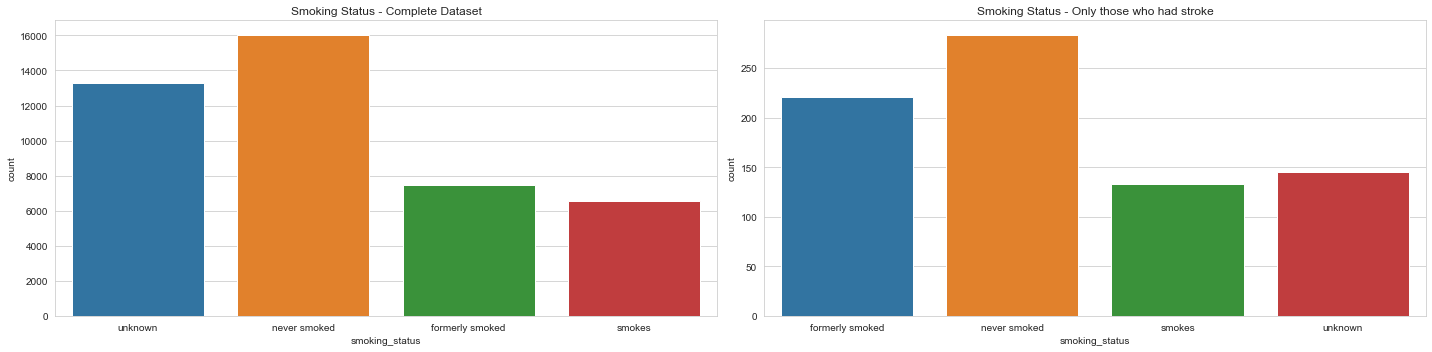 Smoking Status - Complete Dataset
count
16000
14000
12000
10000
8000
6000
4000
2000
0
unknown never smoked formerly smoked smokes
smoking_status
Smoking Status - Only those who had stroke
count
250
200
150
100
50
0
formerly smoked never smoked smokes unknown
smoking_status